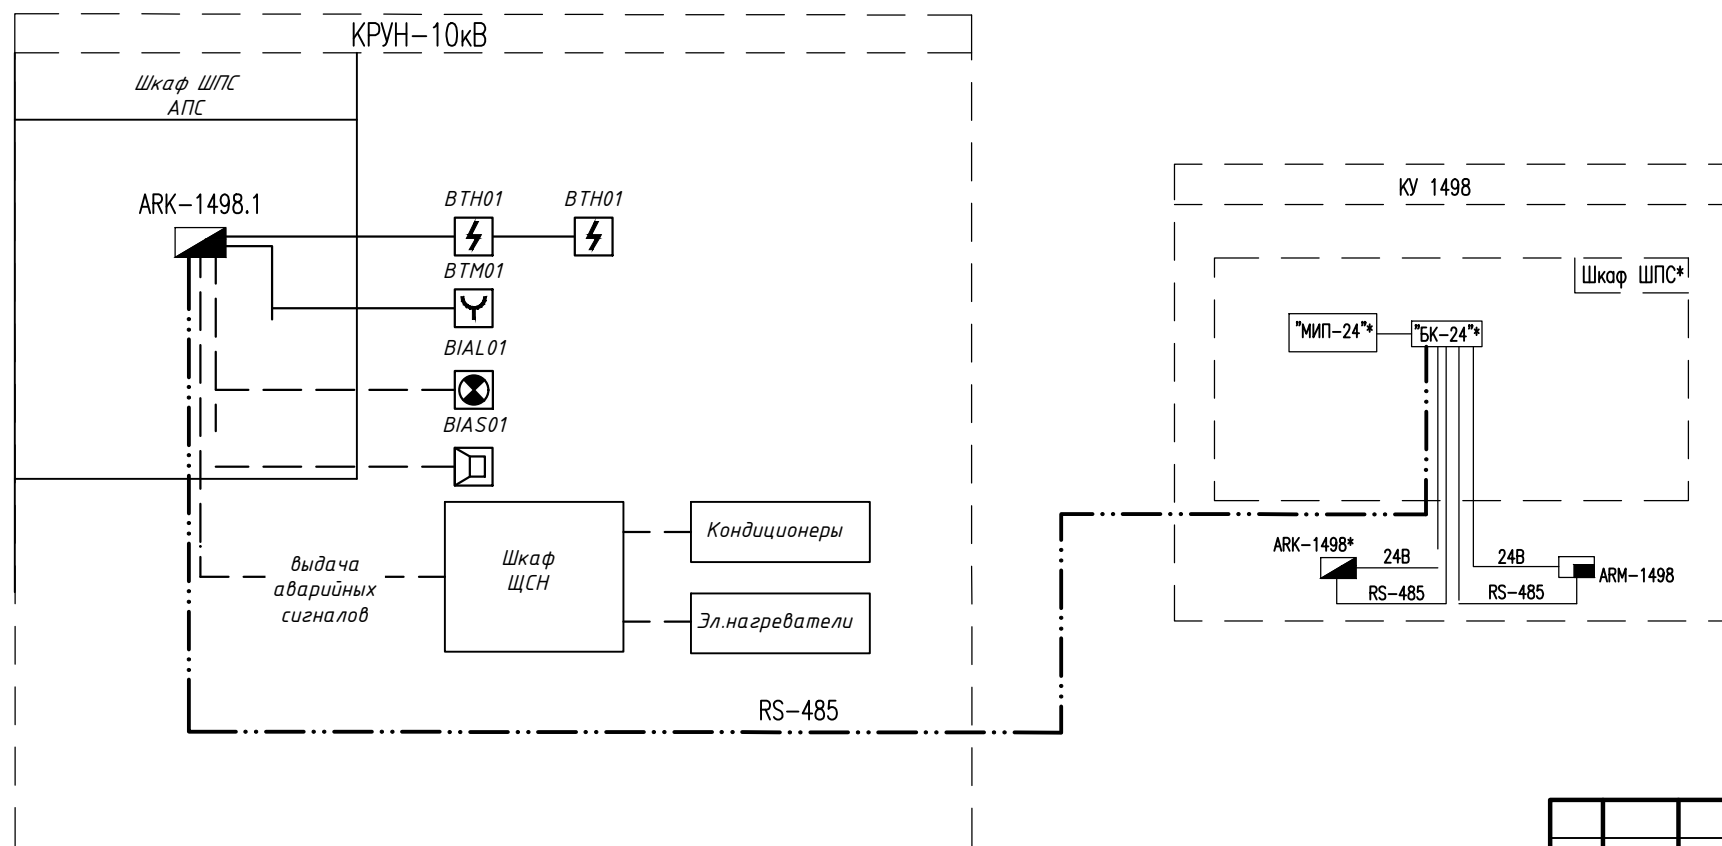 КРУН-10кВ
Шкаф ШПС
АПС
ARK-1498.1
BTH01
BTH01
BTM01
BIAL01
BIAS01
Шкаф
ЩСН
Кондиционеры
Эл.нагреватели
выдача
аварийных
сигналов
RS-485
КУ 1498
Шкаф ШПС*
"МИП-24"*
"БК-24"*
ARK-1498*
24В
RS-485
24В
RS-485
ARM-1498